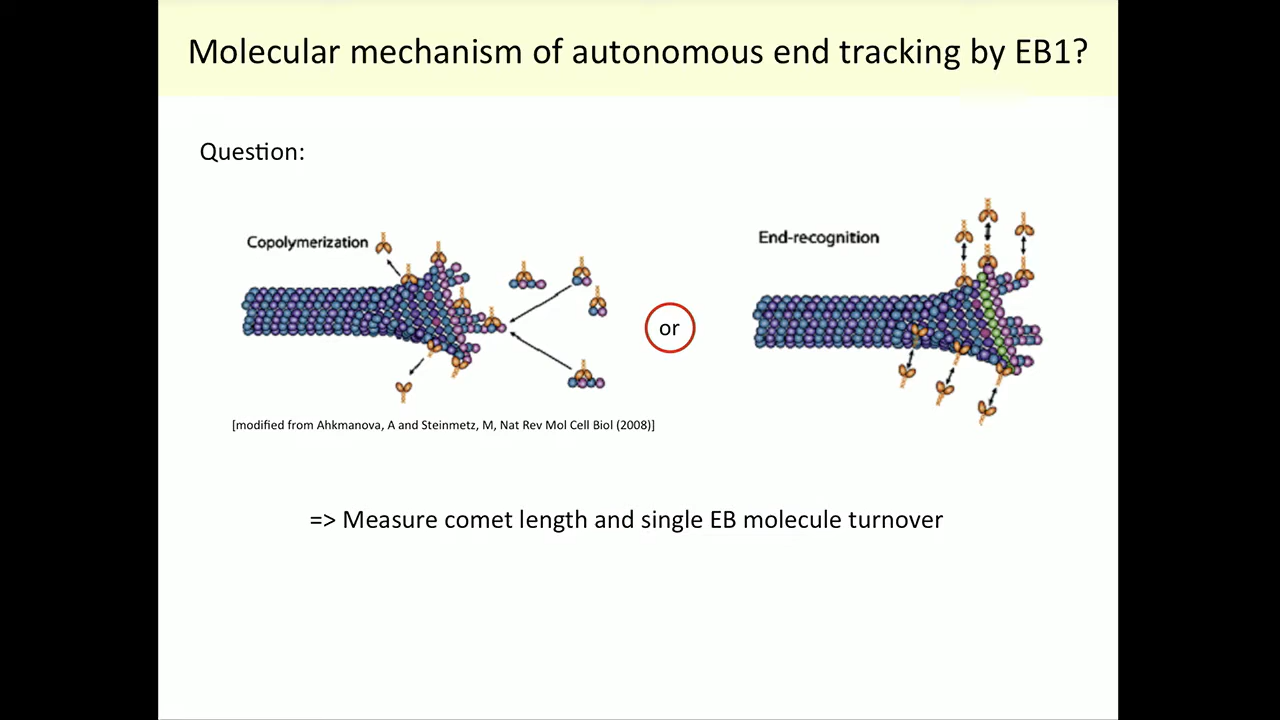 Molecular mechanism of autonomous end tracking by EB1?
Question:
Copolymerization
End-recognition
or
[modified from Ahkmanova, A and Steinmetz, M, Nat Rev Mol Cell Biol (2008)]
=> Measure comet length and single EB molecule turnover